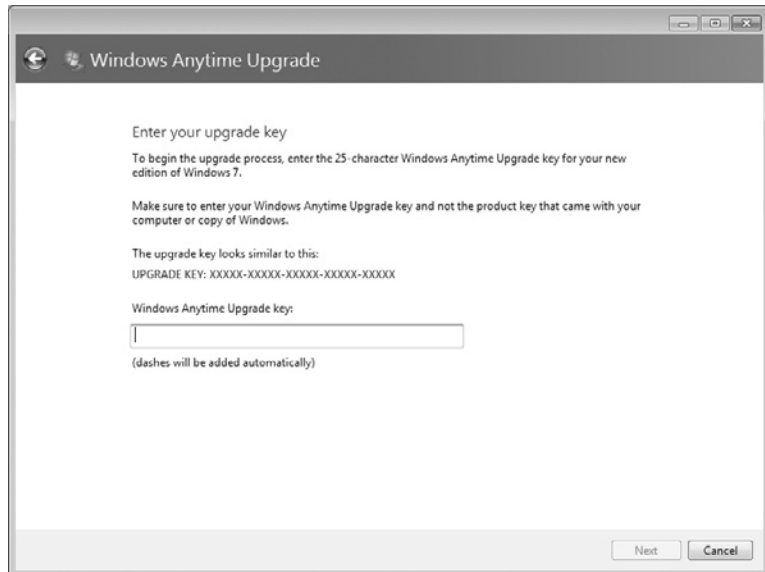 Windows Anytime Upgrade
Enter your upgrade key
To begin the upgrade process, enter the 25-character Windows Anytime Upgrade key for your new
edition of Windows 7.
Make sure to enter your Windows Anytime Upgrade key and not the product key that came with your
computer or copy of Windows.
The upgrade key looks similar to this:
UPGRADE KEY: XXXXX-XXXXX-XXXXX-XXXXX-XXXXX
Windows Anytime Upgrade key:
(dashes will be added automatically)
Next Cancel